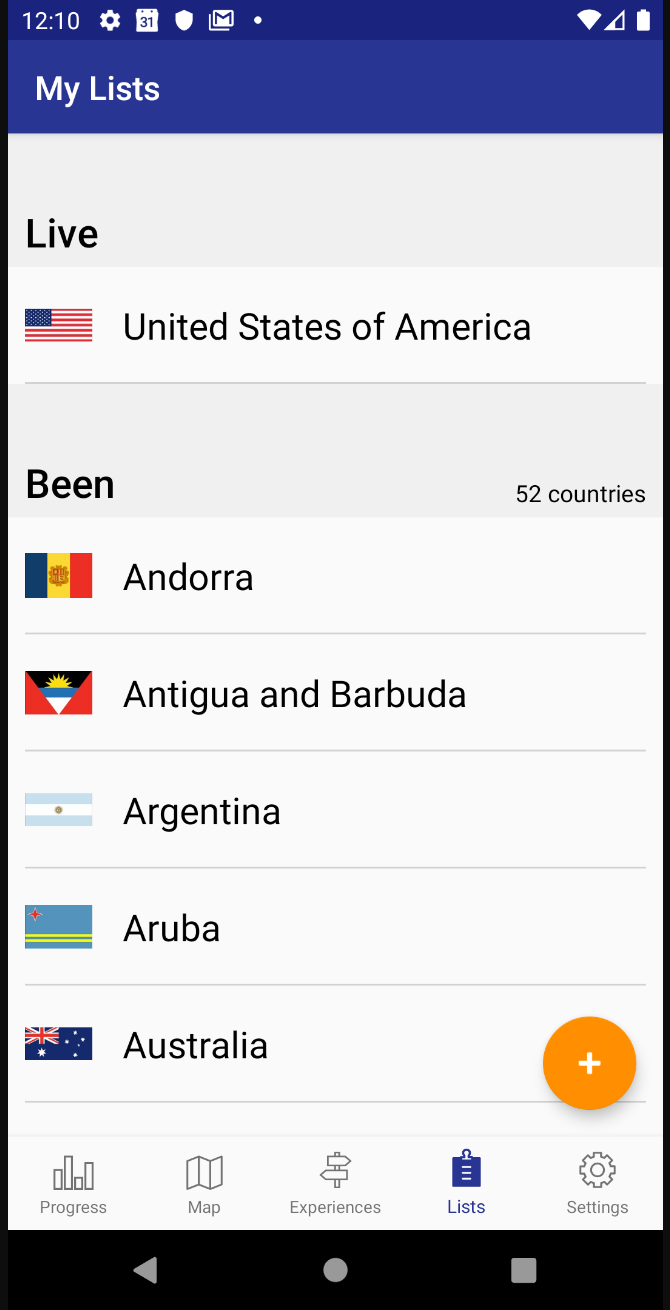 12:10
31
My Lists
Live
United States of America
Been
52 countries
Andorra
Antigua and Barbuda
Argentina
Aruba
Australia
+
Progress
Map
Experiences
Lists
Settings